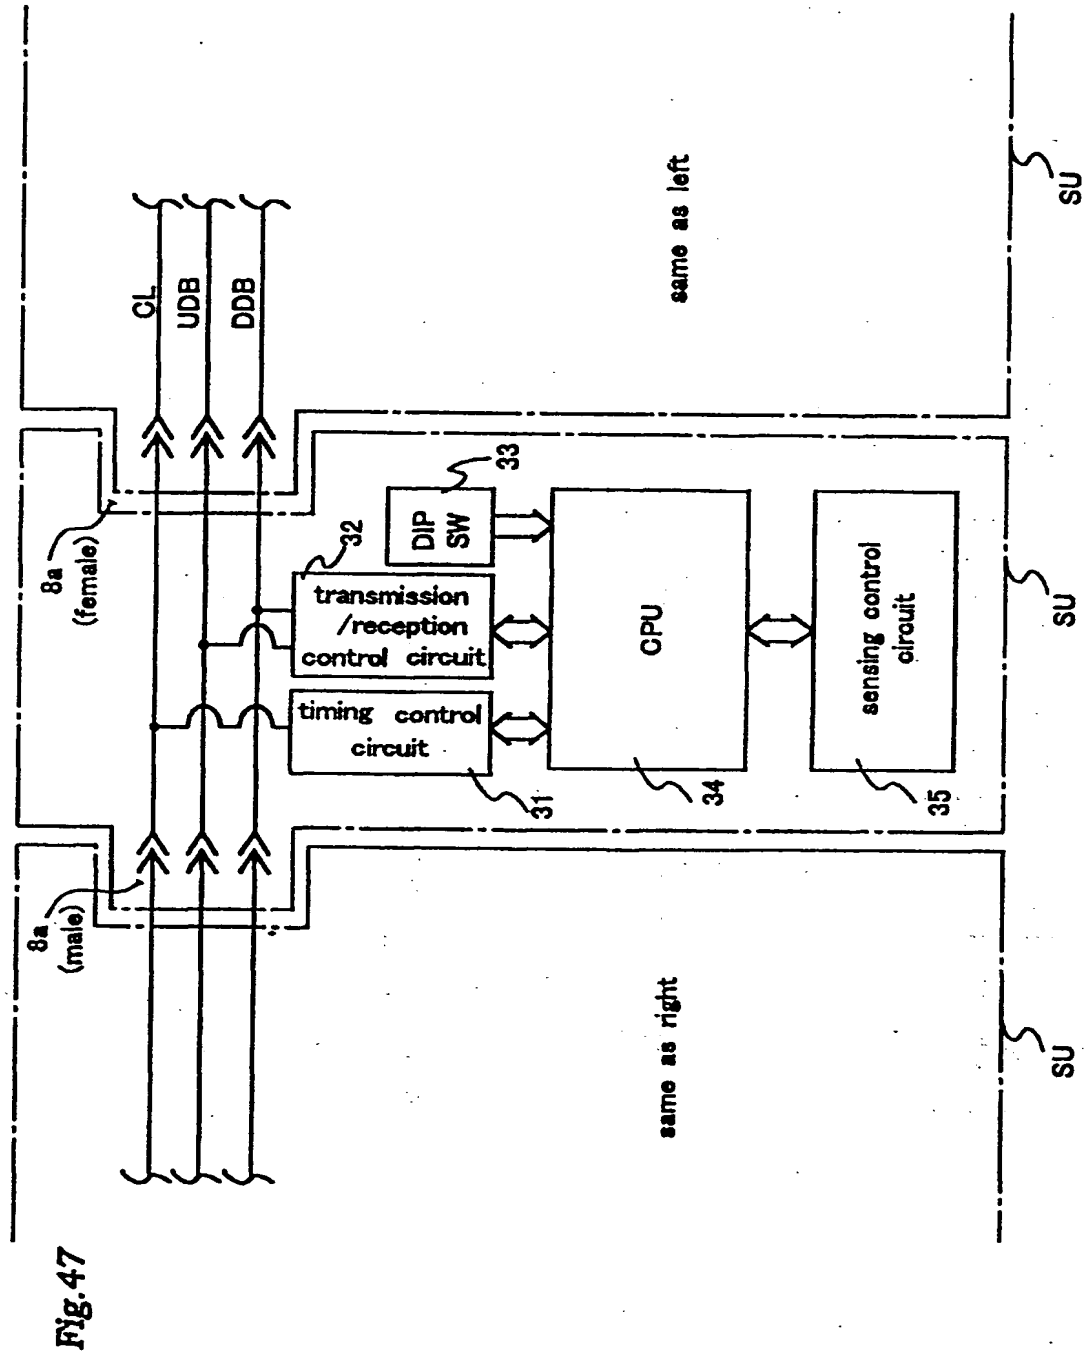 Fig.47
8a
(male)
8a
(female)
CL
UDB
DDB
timing control
circuit
31
transmission
/reception
control circuit
32
DIP
SW
33
CPU
34
sensing control
circuit
35
same as right
same as left
SU
SU
SU